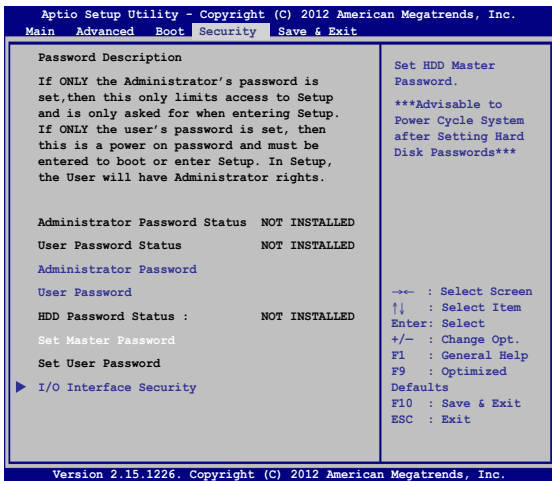 Aptio Setup Utility - Copyright (C) 2012 American Megatrends, Inc.
Main Advanced Boot Security Save & Exit
Password Description
If ONLY the Administrator's password is
set,then this only limits access to Setup
and is only asked for when entering Setup.
If ONLY the user's password is set, then
this is a power on password and must be
entered to boot or enter Setup. In Setup,
the User will have Administrator rights.
Administrator Password Status NOT INSTALLED
User Password Status NOT INSTALLED
Administrator Password
User Password
HDD Password Status : NOT INSTALLED
Set Master Password
Set User Password
I/O Interface Security
Set HDD Master
Password.
***Advisable to
Power Cycle System
after Setting Hard
Disk Passwords***
→← : Select Screen
↑↓ : Select Item
Enter: Select
+/— : Change Opt.
F1 : General Help
F9 : Optimized
Defaults
F10 : Save & Exit
ESC : Exit
Version 2.15.1226. Copyright (C) 2012 American Megatrends, Inc.